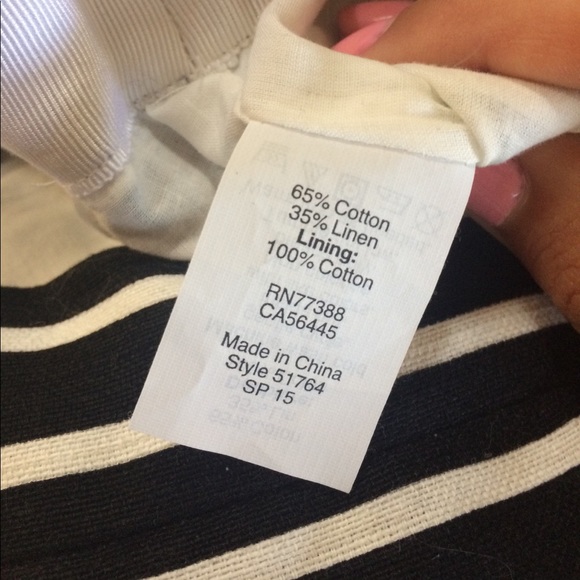 65% Cotton
35% Linen
Lining:
100% Cotton
RN77388
CA56445
Made in China
Style 51764
SP 15